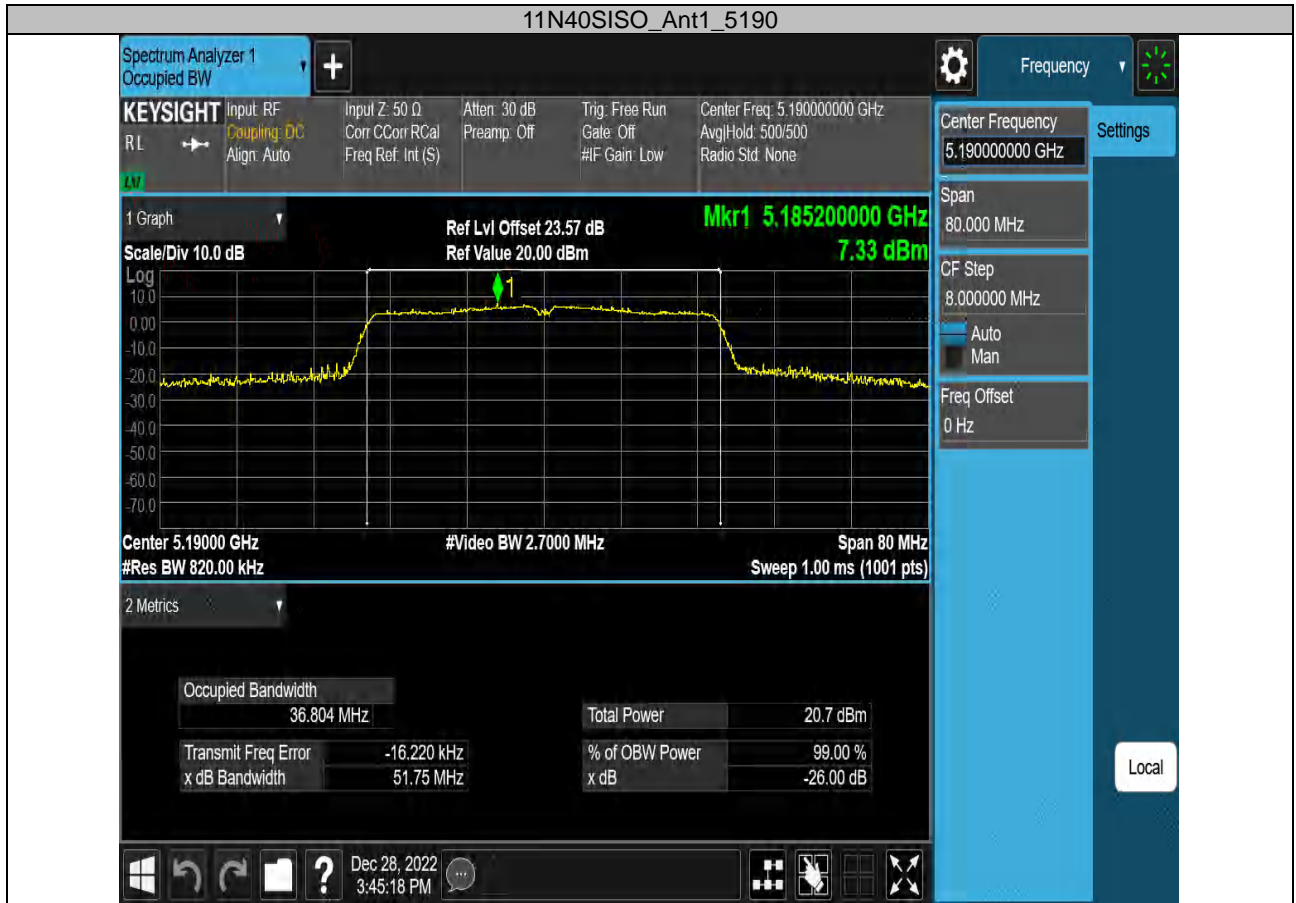 11N40SISO_Ant1_5190
Spectrum Analyzer 1
Occupied BW
Frequency
KEYSIGHT
RL
Input: RF
Coupling: DC
Align: Auto
Input Z: 50 Ω
Corr CCorr RCal
Freq Ref: Int (S)
Atten: 30 dB
Preamp: Off
Trig: Free Run
Gate: Off
#IF Gain: Low
Center Freq: 5.190000000 GHz
Avg|Hold: 500/500
Radio Std: None
Center Frequency
5.190000000 GHz
Settings
Span
80.000 MHz
CF Step
8.000000 MHz
Auto
Man
Freq Offset
0 Hz
1 Graph
Scale/Div 10.0 dB
Ref Lvl Offset 23.57 dB
Ref Value 20.00 dBm
Mkr1 5.185200000 GHz
7.33 dBm
Log
10.0
0.00
-10.0
-20.0
-30.0
-40.0
-50.0
-60.0
-70.0
1
Center 5.19000 GHz
#Res BW 820.00 kHz
#Video BW 2.7000 MHz
Span 80 MHz
Sweep 1.00 ms (1001 pts)
2 Metrics
Occupied Bandwidth
36.804 MHz
Total Power 20.7 dBm
Transmit Freq Error -16.220 kHz
% of OBW Power 99.00 %
x dB Bandwidth 51.75 MHz
x dB -26.00 dB
Local
?
Dec 28, 2022
3:45:18 PM